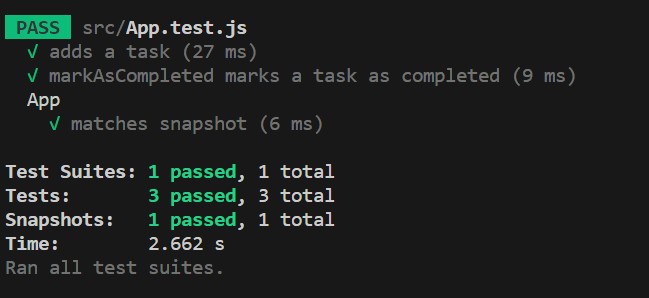 PASS src/App.test.js
√ adds a task (27 ms)
√ markAsCompleted marks a task as completed (9 ms)
App
√ matches snapshot (6 ms)
Test Suites: 1 passed, 1 total
Tests: 3 passed, 3 total
Snapshots: 1 passed, 1 total
Time: 2.662 s
Ran all test suites.